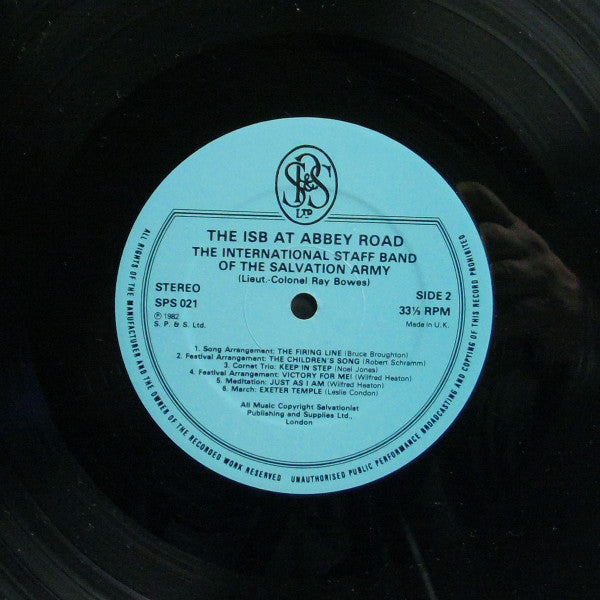 SP&S
LTD
THE ISB AT ABBEY ROAD
THE INTERNATIONAL STAFF BAND
OF THE SALVATION ARMY
(Lieut.-Colonel Ray Bowes)
STEREO
SPS 021
SIDE 2
33⅓ RPM
℗ 1982
S. P. & S. Ltd.
Made in U.K.
1. Song Arrangement: THE FIRING LINE (Bruce Broughton)
2. Festival Arrangement: THE CHILDREN'S SONG (Robert Schramm)
3. Cornet Trio: KEEP IN STEP (Noel Jones)
4. Festival Arrangement: VICTORY FOR ME! (Wilfred Heaton)
5. Meditation: JUST AS I AM (Wilfred Heaton)
6. March: EXETER TEMPLE (Leslie Condon)
All Music Copyright Salvationist
Publishing and Supplies Ltd.,
London
ALL RIGHTS OF THE MANUFACTURER AND THE OWNER OF THE RECORDED WORK RESERVED UNAUTHORISED PUBLIC PERFORMANCE BROADCASTING AND COPYING OF THIS RECORD PROHIBITED